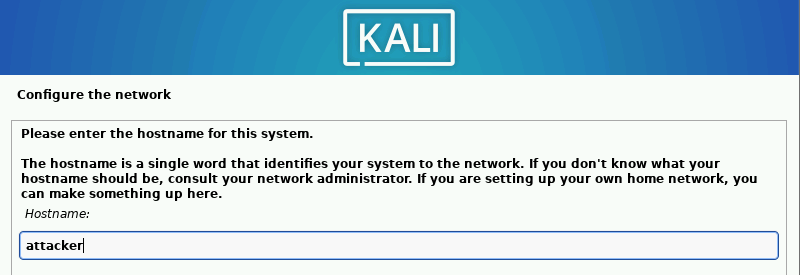 KALI
Configure the network
Please enter the hostname for this system.
The hostname is a single word that identifies your system to the network. If you don't know what your
hostname should be, consult your network administrator. If you are setting up your own home network, you
can make something up here.
Hostname:
attacker